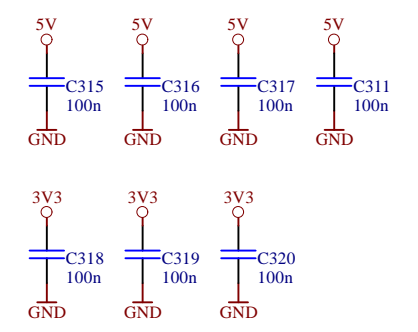 5V 5V 5V 5V
C315 C316 C317 C311
100n 100n 100n 100n
GND GND GND GND
3V3 3V3 3V3
C318 C319 C320
100n 100n 100n
GND GND GND